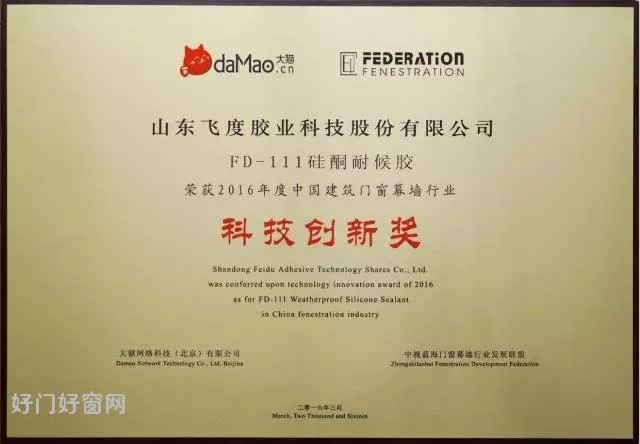 daMao大猫.cn
FEDERATiON
FENESTRATION
山东飞度胶业科技股份有限公司
FD-111硅酮耐候胶
荣获2016年度中国建筑门窗幕墙行业
科技创新奖
Shandong Feidu Adhesive Technology Shares Co., Ltd.
was conferred upon technology innovation award of 2016
as for FD-111 Weatherproof Silicone Sealant
in China fenestration industry
大猫网络科技（北京）有限公司
Damao Network Technology Co., Ltd. Beijina
中视蓝海门窗幕墙行业发展联盟
Zhongshilanhai Fenestration Development Federation
好门好窗网
二零一六年三月
March, Two Thousand and Sixteen